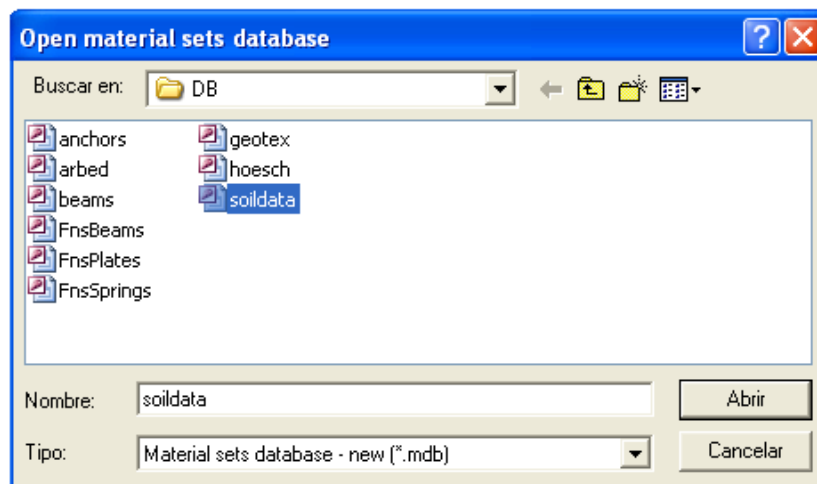 Open material sets database
Buscar en: DB
anchors geotex
arbed hoesch
beams soildata
FnsBeams
FnsPlates
FnsSprings
Nombre: soildata Abrir
Tipo: Material sets database - new (*.mdb) Cancelar